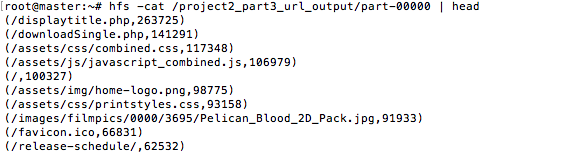 [root@master:~# hfs -cat /project2_part3_url_output/part-00000 | head
(/displaytitle.php,263725)
(/downloadSingle.php,141291)
(/assets/css/combined.css,117348)
(/assets/js/javascript_combined.js,106979)
(/,100327)
(/assets/img/home-logo.png,98775)
(/assets/css/printstyles.css,93158)
(/images/filmpics/0000/3695/Pelican_Blood_2D_Pack.jpg,91933)
(/favicon.ico,66831)
(/release-schedule/,62532)